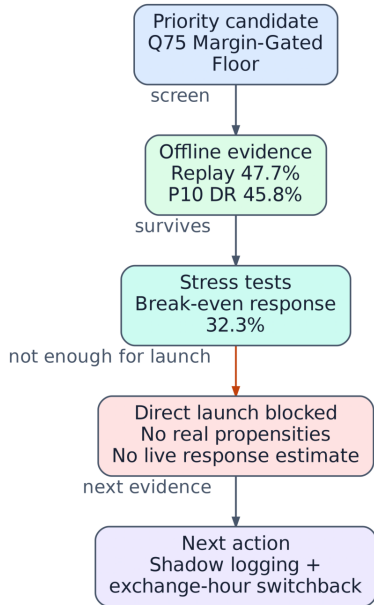 Priority candidate
Q75 Margin-Gated
Floor
screen
Offline evidence
Replay 47.7%
P10 DR 45.8%
survives
Stress tests
Break-even response
32.3%
not enough for launch
Direct launch blocked
No real propensities
No live response estimate
next evidence
Next action
Shadow logging +
exchange-hour switchback